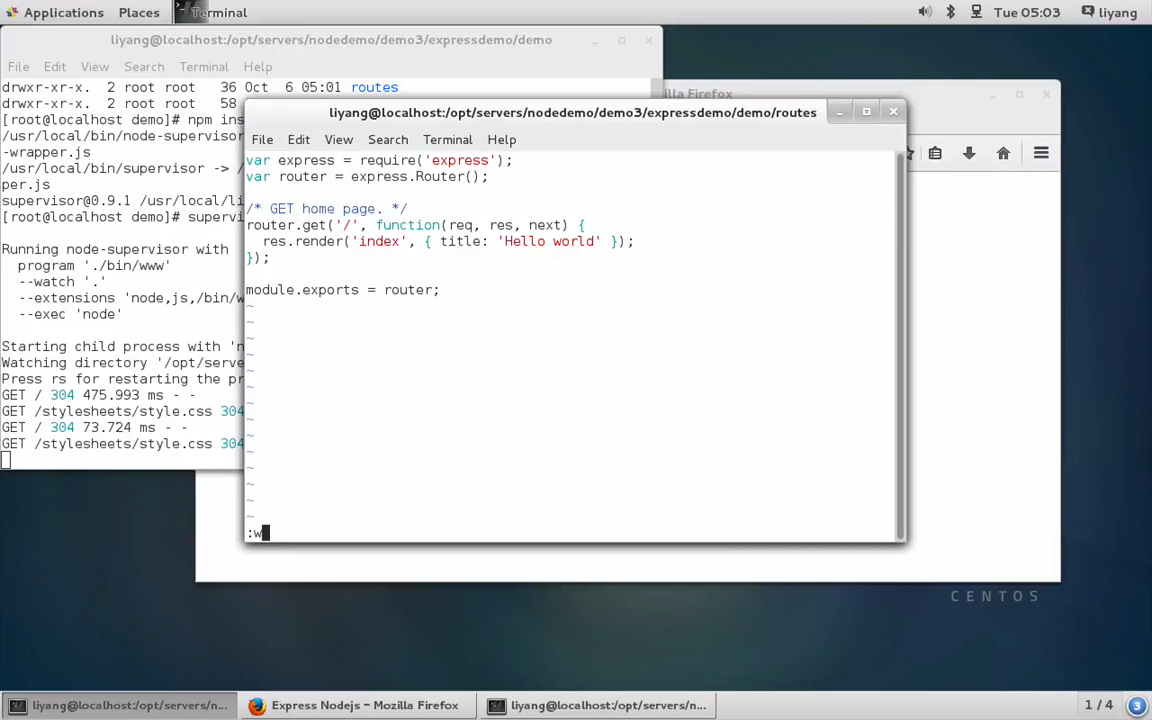 Applications Places Terminal Tue 05:03 liyang
liyang@localhost:/opt/servers/nodedemo/demo3/expressdemo/demo
File Edit View Search Terminal Help
drwxr-xr-x. 2 root root 36 Oct 6 05:01 routes
drwxr-xr-x. 2 root root 58
[root@localhost demo]# npm ins
/usr/local/bin/node-supervisor
-wrapper.js
/usr/local/bin/supervisor -> /
per.js
supervisor@0.9.1 /usr/local/li
[root@localhost demo]# supervi
Running node-supervisor with
program './bin/www'
--watch '.'
--extensions 'node,js,/bin/w
--exec 'node'
Starting child process with 'n
Watching directory '/opt/serve
Press rs for restarting the pr
GET / 304 475.993 ms - -
GET /stylesheets/style.css 304
GET / 304 73.724 ms - -
GET /stylesheets/style.css 304
illa Firefox
liyang@localhost:/opt/servers/nodedemo/demo3/expressdemo/demo/routes
File Edit View Search Terminal Help
var express = require('express');
var router = express.Router();
/* GET home page. */
router.get('/', function(req, res, next) {
res.render('index', { title: 'Hello world' });
});
module.exports = router;
~
~
~
~
~
~
~
~
~
~
~
~
~
~
:w
CENTOS
liyang@localhost:/opt/servers/n... Express Nodejs – Mozilla Firefox liyang@localhost:/opt/servers/n... 1 / 4 3